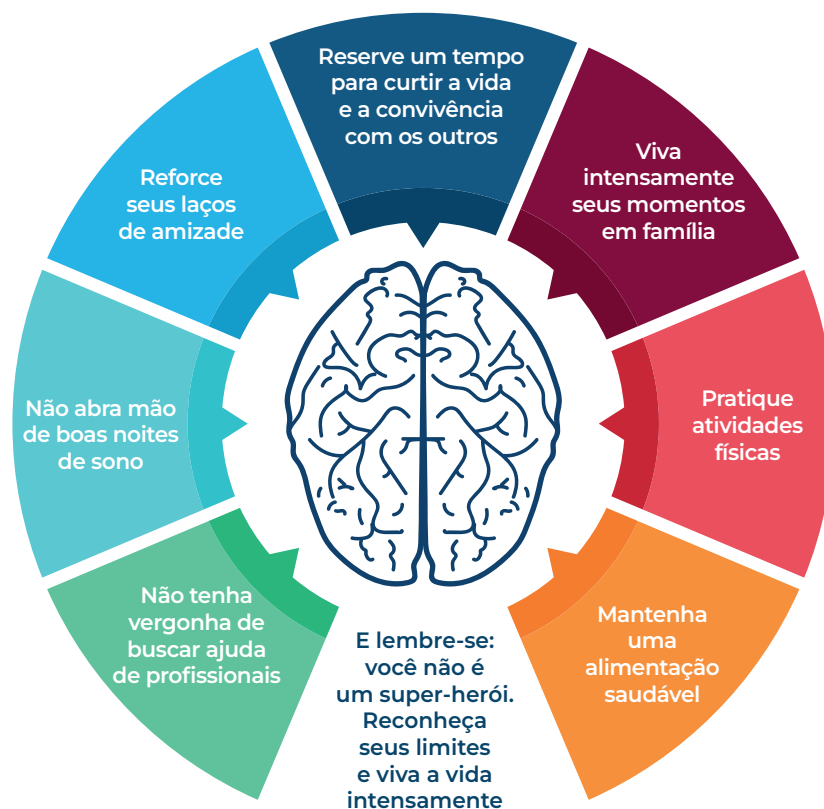 Reserve um tempo
para curtir a vida
e a convivência
com os outros
Viva
intensamente
seus momentos
em família
Pratique
atividades
físicas
Mantenha
uma
alimentação
saudável
E lembre-se:
você não é
um super-herói.
Reconheça
seus limites
e viva a vida
intensamente
Não tenha
vergonha de
buscar ajuda
de profissionais
Não abra mão
de boas noites
de sono
Reforce
seus laços
de amizade